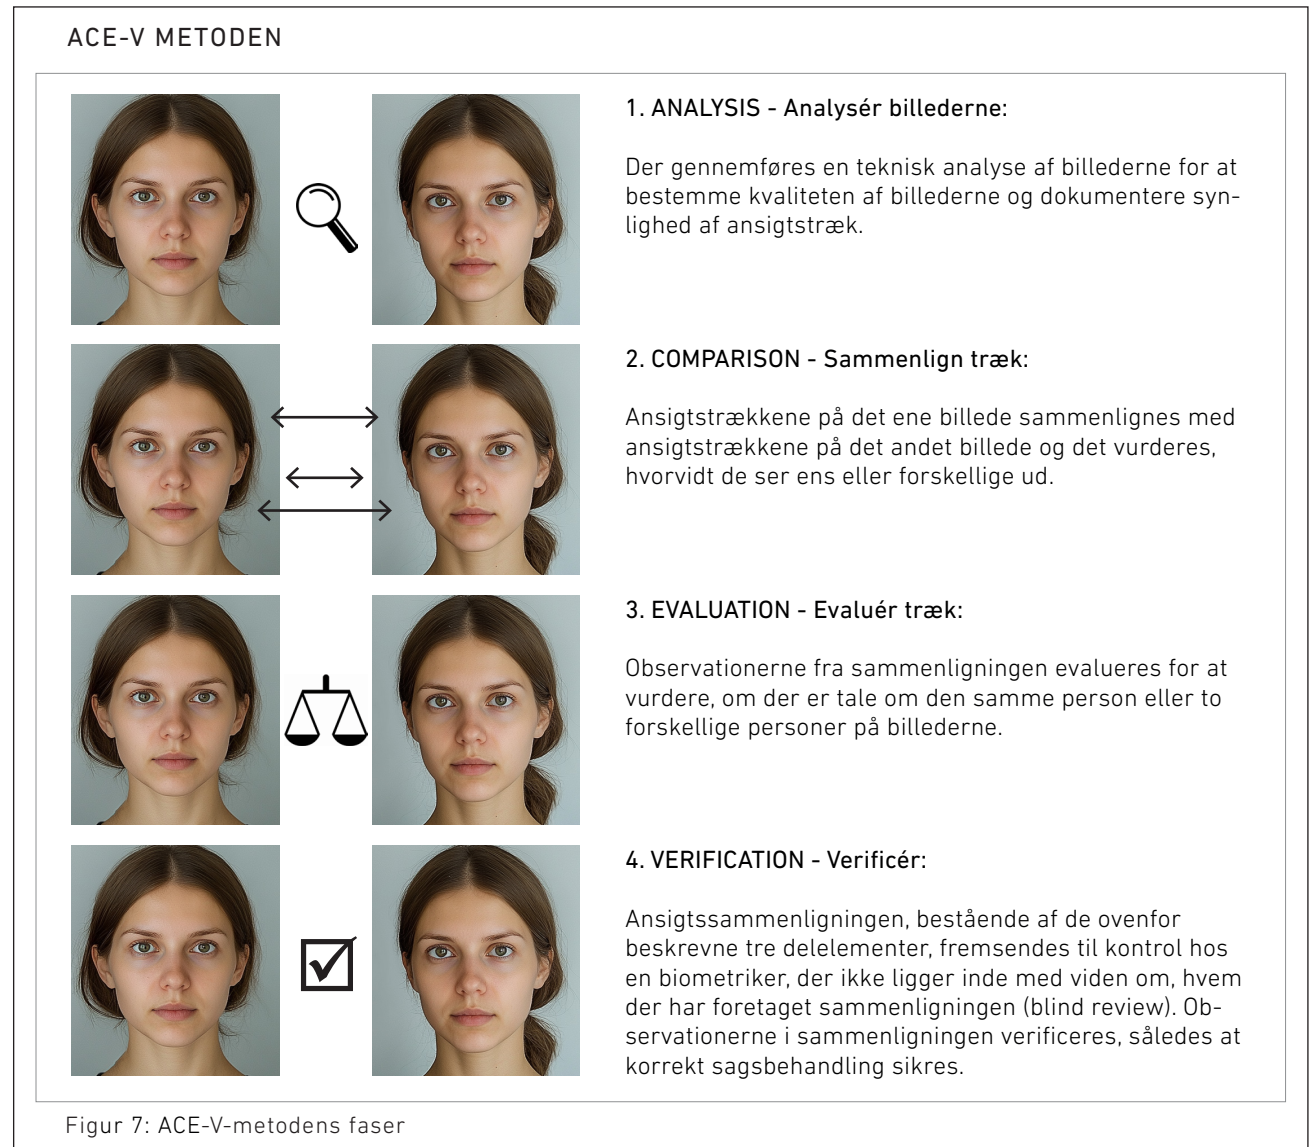 ACE-V METODEN
1. ANALYSIS - Analysér billederne:
Der gennemføres en teknisk analyse af billederne for at
bestemme kvaliteten af billederne og dokumentere syn-
lighed af ansigtstræk.
2. COMPARISON - Sammenlign træk:
Ansigtstrækkene på det ene billede sammenlignes med
ansigtstrækkene på det andet billede og det vurderes,
hvorvidt de ser ens eller forskellige ud.
3. EVALUATION - Evaluér træk:
Observationerne fra sammenligningen evalueres for at
vurdere, om der er tale om den samme person eller to
forskellige personer på billederne.
4. VERIFICATION - Verificér:
Ansigtssammenligningen, bestående af de ovenfor
beskrevne tre delelementer, fremsendes til kontrol hos
en biometriker, der ikke ligger inde med viden om, hvem
der har foretaget sammenligningen (blind review). Ob-
servationerne i sammenligningen verificeres, således at
korrekt sagsbehandling sikres.
Figur 7: ACE-V-metodens faser